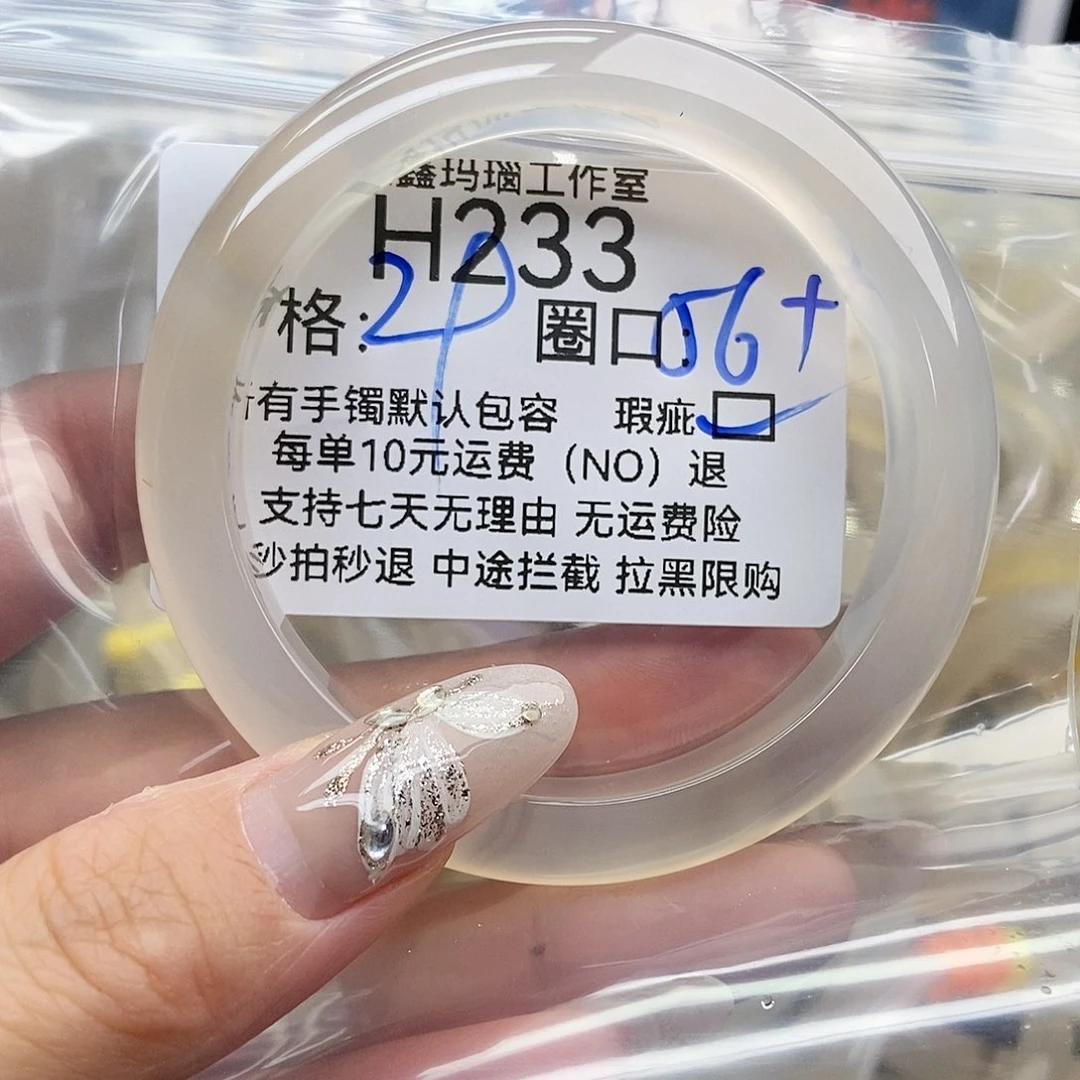 鑫玛瑙工作室
H233
格: 圈口: 56+
有手镯默认包容 瑕疵
每单10元运费（NO）退
支持七天无理由 无运费险
秒拍秒退 中途拦截 拉黑限购